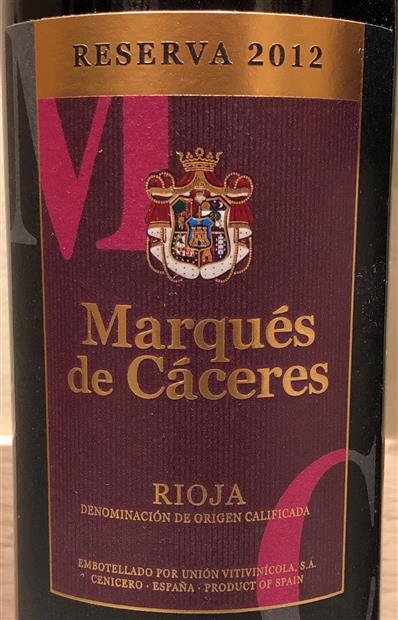 RESERVA 2012
M
Marqués
de Cáceres
RIOJA
DENOMINACIÓN DE ORIGEN CALIFICADA
C
EMBOTELLADO POR UNIÓN VITIVINÍCOLA, S.A.
CENICERO · ESPAÑA · PRODUCT OF SPAIN